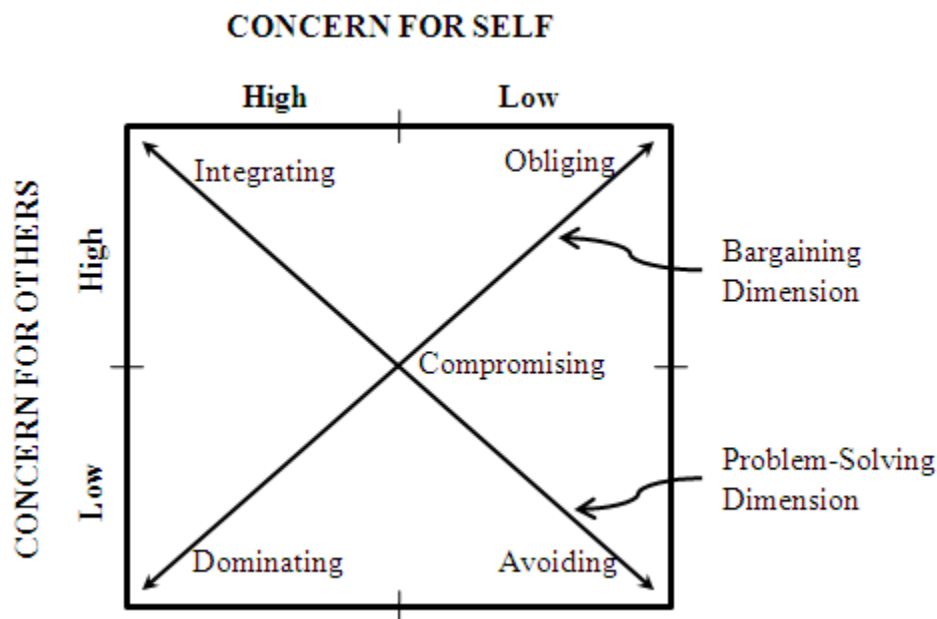 CONCERN FOR SELF
High Low
Integrating Obliging
CONCERN FOR OTHERS
High
Bargaining
Dimension
Compromising
Low
Problem-Solving
Dimension
Dominating Avoiding